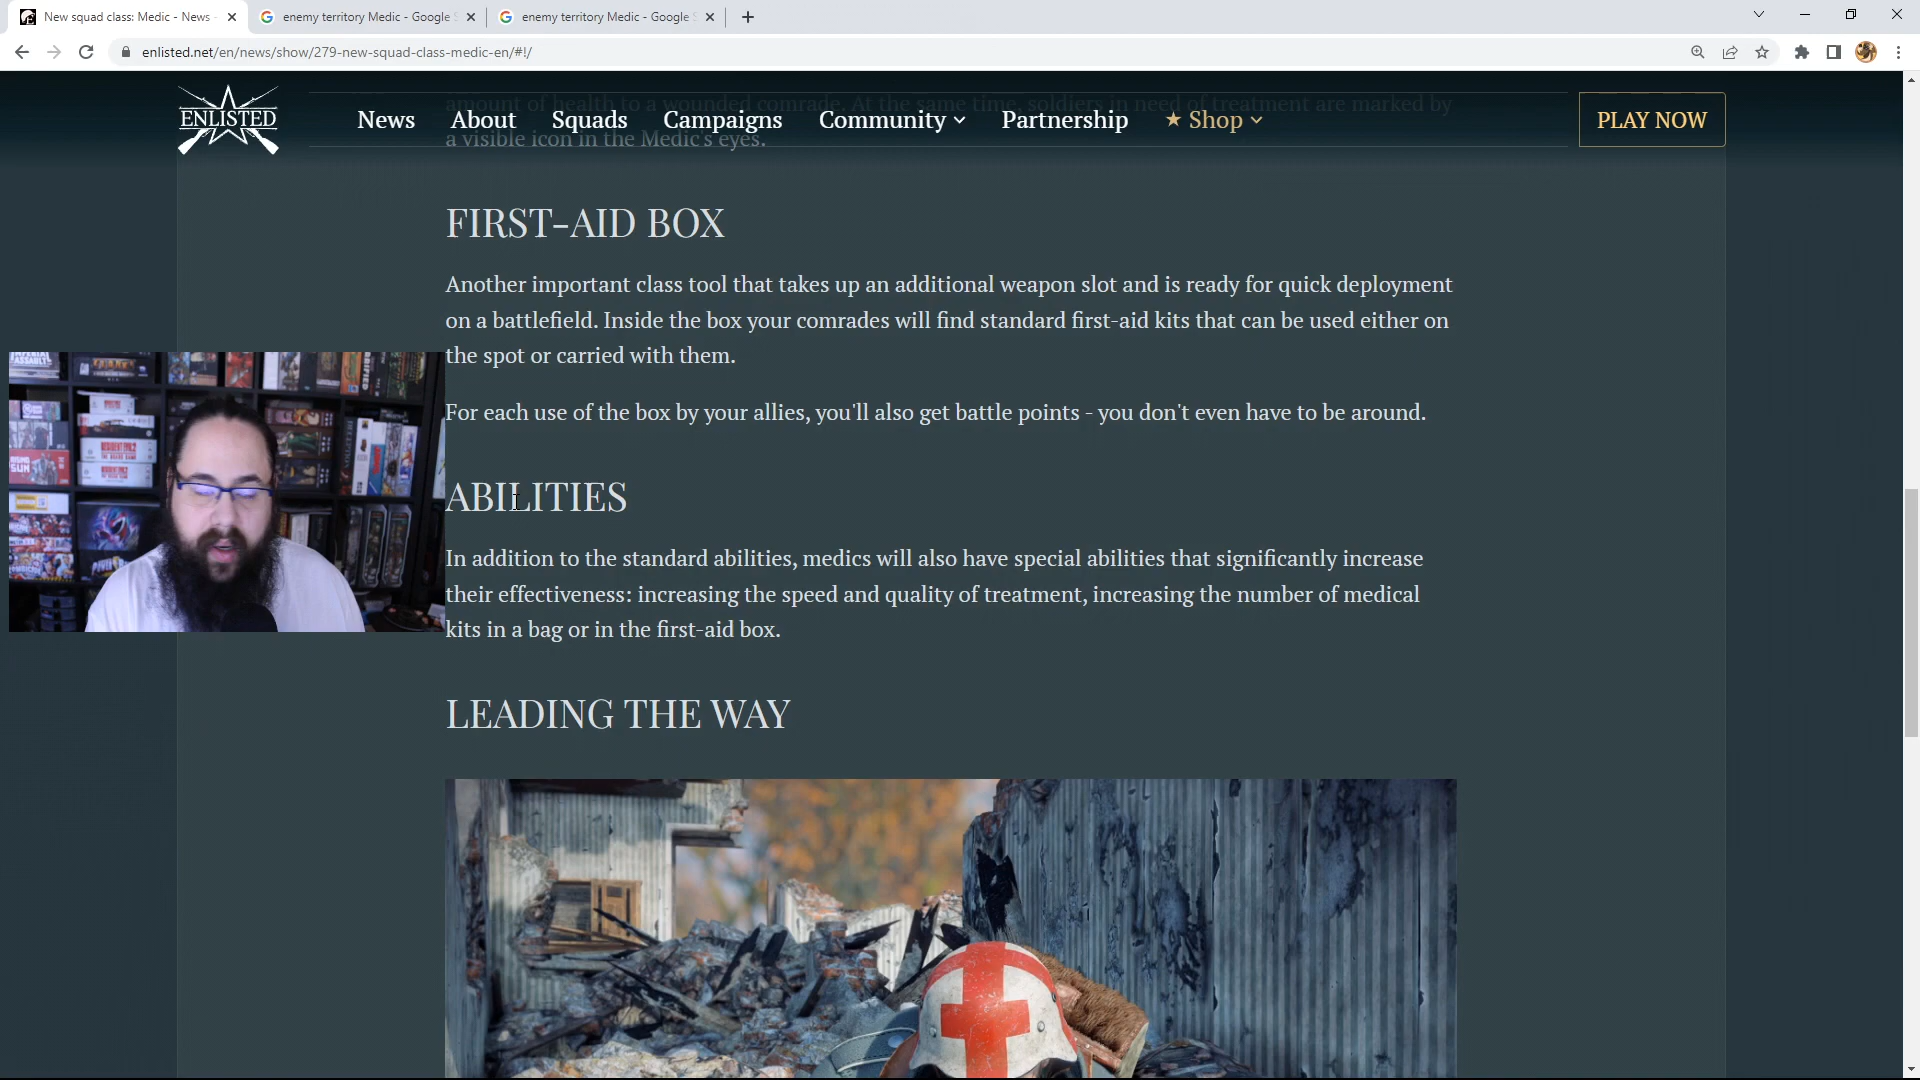 New squad class: Medic - News -
enemy territory Medic - Google S
enemy territory Medic - Google S
enlisted.net/en/news/show/279-new-squad-class-medic-en/#!/
amount of health to a wounded comrade. At the same time, soldiers in need of treatment are marked by
a visible icon in the Medic's eyes.
ENLISTED
News
About
Squads
Campaigns
Community
Partnership
★ Shop
PLAY NOW
FIRST-AID BOX
Another important class tool that takes up an additional weapon slot and is ready for quick deployment
on a battlefield. Inside the box your comrades will find standard first-aid kits that can be used either on
the spot or carried with them.
For each use of the box by your allies, you'll also get battle points - you don't even have to be around.
ABILITIES
In addition to the standard abilities, medics will also have special abilities that significantly increase
their effectiveness: increasing the speed and quality of treatment, increasing the number of medical
kits in a bag or in the first-aid box.
LEADING THE WAY
ASSAULT
RISING
SUN